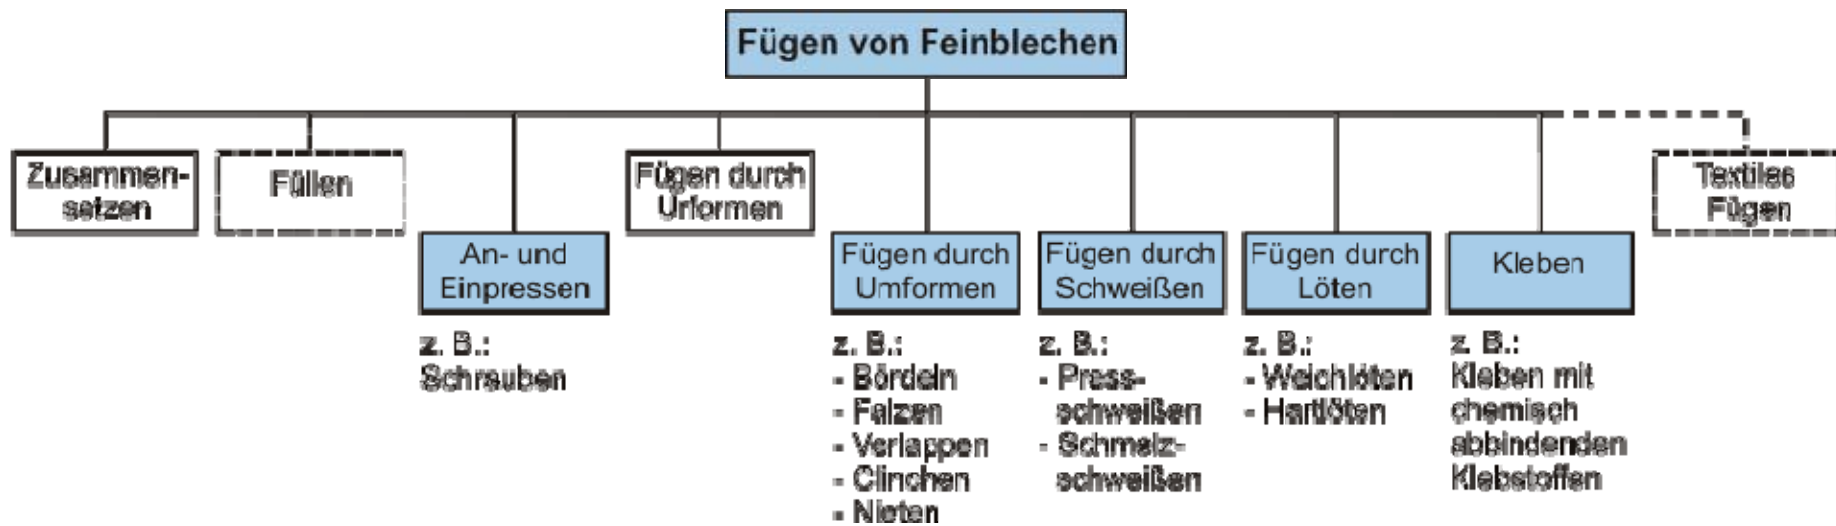 Fügen von Feinblechen
Zusammen-
setzen
Füllen
An- und
Einpressen
z. B.:
Schrauben
Fügen durch
Urformen
Fügen durch
Umformen
z. B.:
- Bördeln
- Falzen
- Verlappen
- Clinchen
- Nieten
Fügen durch
Schweißen
z. B.:
- Press-
schweißen
- Schmelz-
schweißen
Fügen durch
Löten
z. B.:
- Weichlöten
- Hartlöten
Kleben
z. B.:
Kleben mit
chemisch
abbindenden
Klebstoffen
Textiles
Fügen